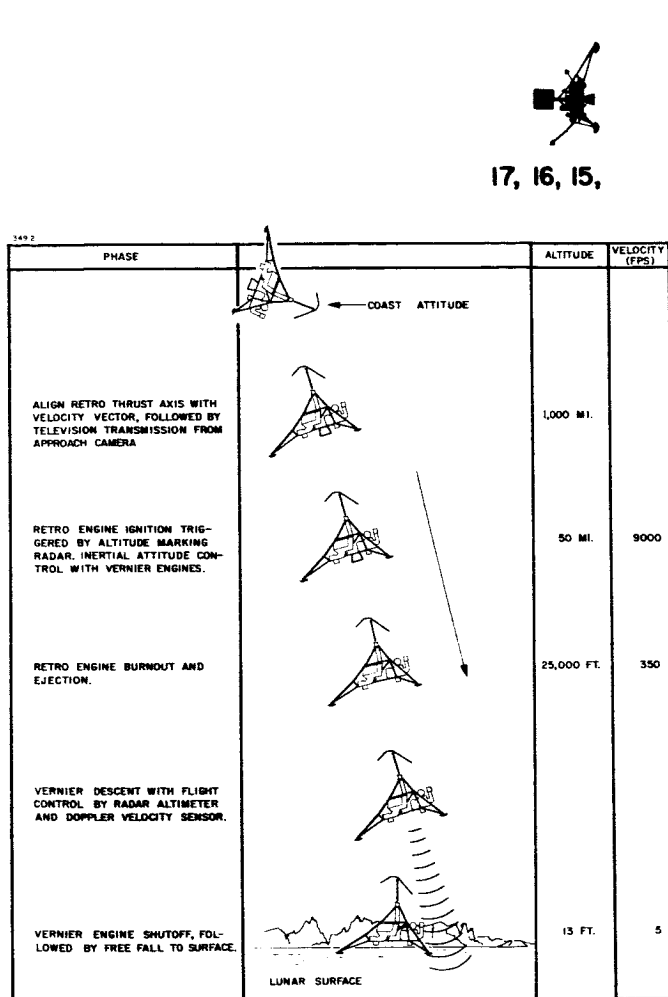 17, 16, 15,
349.2
PHASE
ALTITUDE
VELOCITY
(FPS)
COAST ATTITUDE
ALIGN RETRO THRUST AXIS WITH
VELOCITY VECTOR, FOLLOWED BY
TELEVISION TRANSMISSION FROM
APPROACH CAMERA
1,000 MI.
RETRO ENGINE IGNITION TRIG-
GERED BY ALTITUDE MARKING
RADAR. INERTIAL ATTITUDE CON-
TROL WITH VERNIER ENGINES.
50 MI.
9000
RETRO ENGINE BURNOUT AND
EJECTION.
25,000 FT.
350
VERNIER DESCENT WITH FLIGHT
CONTROL BY RADAR ALTIMETER
AND DOPPLER VELOCITY SENSOR.
VERNIER ENGINE SHUTOFF, FOL-
LOWED BY FREE FALL TO SURFACE.
13 FT.
5
LUNAR SURFACE